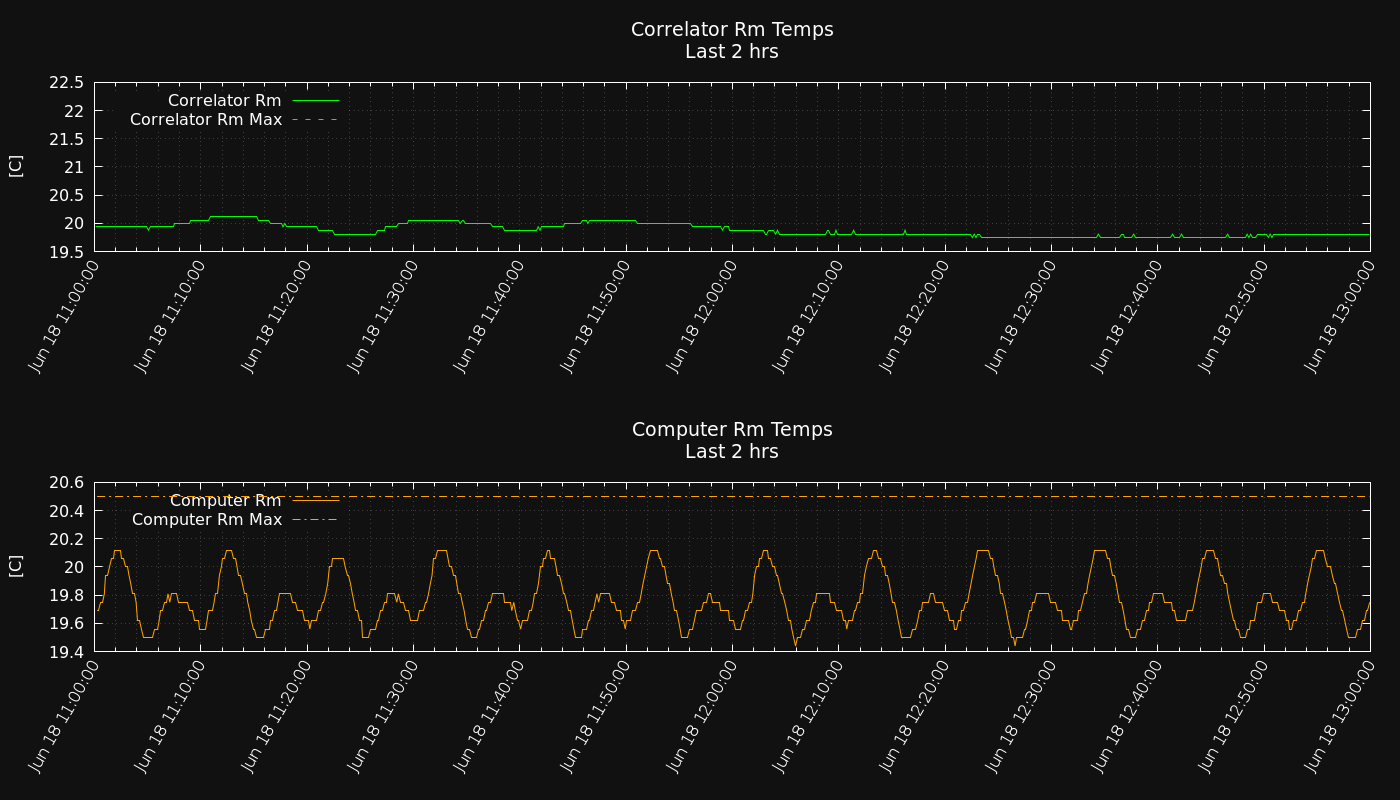 Correlator Rm Temps
Last 2 hrs
22.5
22
21.5
21
20.5
20
19.5
[C]
Correlator Rm
Correlator Rm Max
Jun 18 11:00:00
Jun 18 11:10:00
Jun 18 11:20:00
Jun 18 11:30:00
Jun 18 11:40:00
Jun 18 11:50:00
Jun 18 12:00:00
Jun 18 12:10:00
Jun 18 12:20:00
Jun 18 12:30:00
Jun 18 12:40:00
Jun 18 12:50:00
Jun 18 13:00:00
Computer Rm Temps
Last 2 hrs
20.6
20.4
20.2
20
19.8
19.6
19.4
[C]
Computer Rm
Computer Rm Max
Jun 18 11:00:00
Jun 18 11:10:00
Jun 18 11:20:00
Jun 18 11:30:00
Jun 18 11:40:00
Jun 18 11:50:00
Jun 18 12:00:00
Jun 18 12:10:00
Jun 18 12:20:00
Jun 18 12:30:00
Jun 18 12:40:00
Jun 18 12:50:00
Jun 18 13:00:00